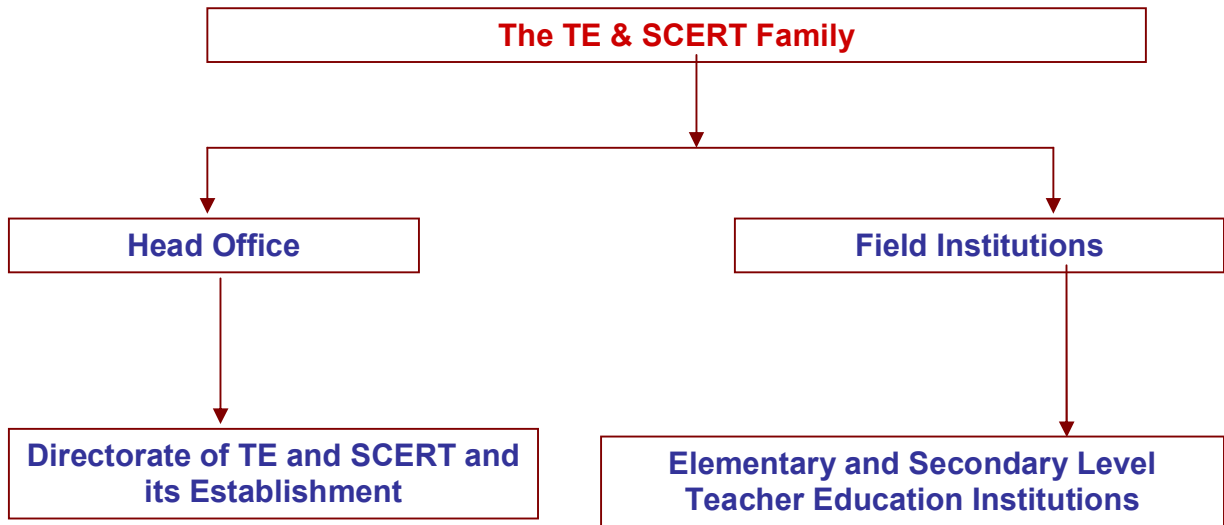 The TE & SCERT Family
Head Office
Field Institutions
Directorate of TE and SCERT and
its Establishment
Elementary and Secondary Level
Teacher Education Institutions